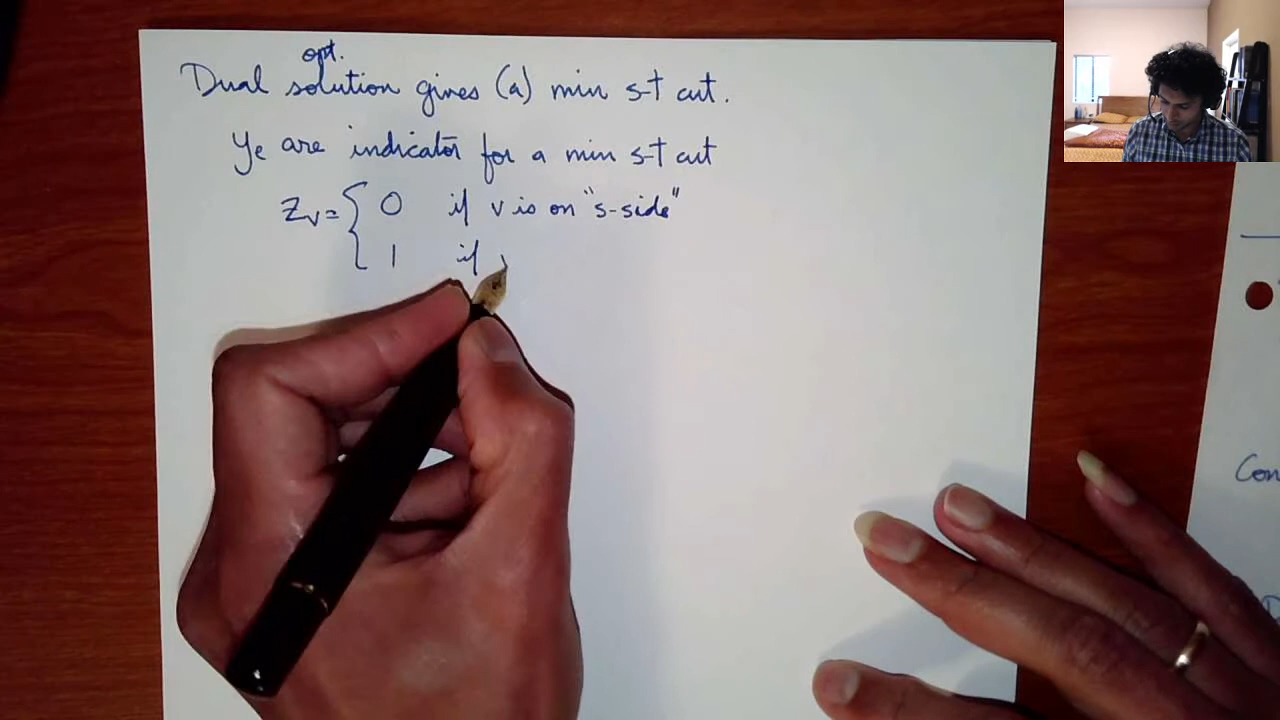 opt.
Dual solution gives (a) min s-t cut.
Ye are indicator for a min s-t cut
Zv = { 0 if v is on "s-side"
1 if
Con